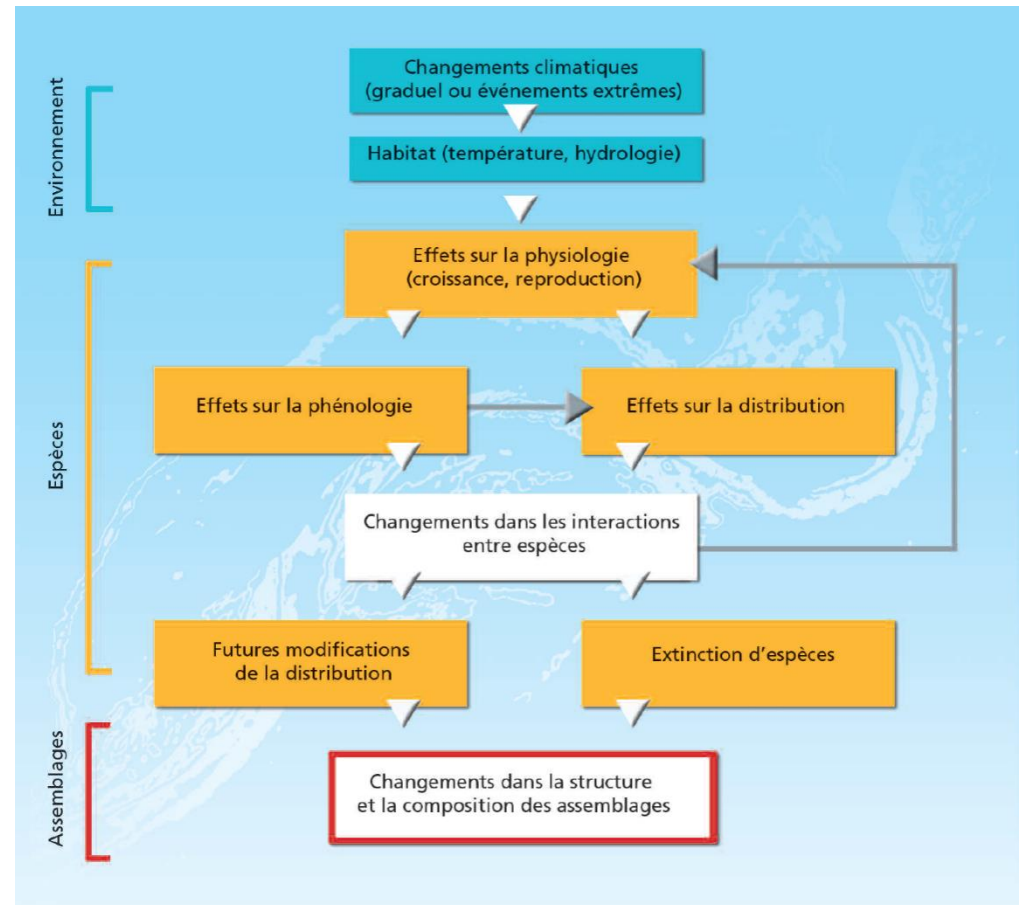 Environnement
Changements climatiques
(graduel ou événements extrêmes)
Habitat (température, hydrologie)
Espèces
Effets sur la physiologie
(croissance, reproduction)
Effets sur la phénologie
Effets sur la distribution
Changements dans les interactions
entre espèces
Futures modifications
de la distribution
Extinction d'espèces
Assemblages
Changements dans la structure
et la composition des assemblages